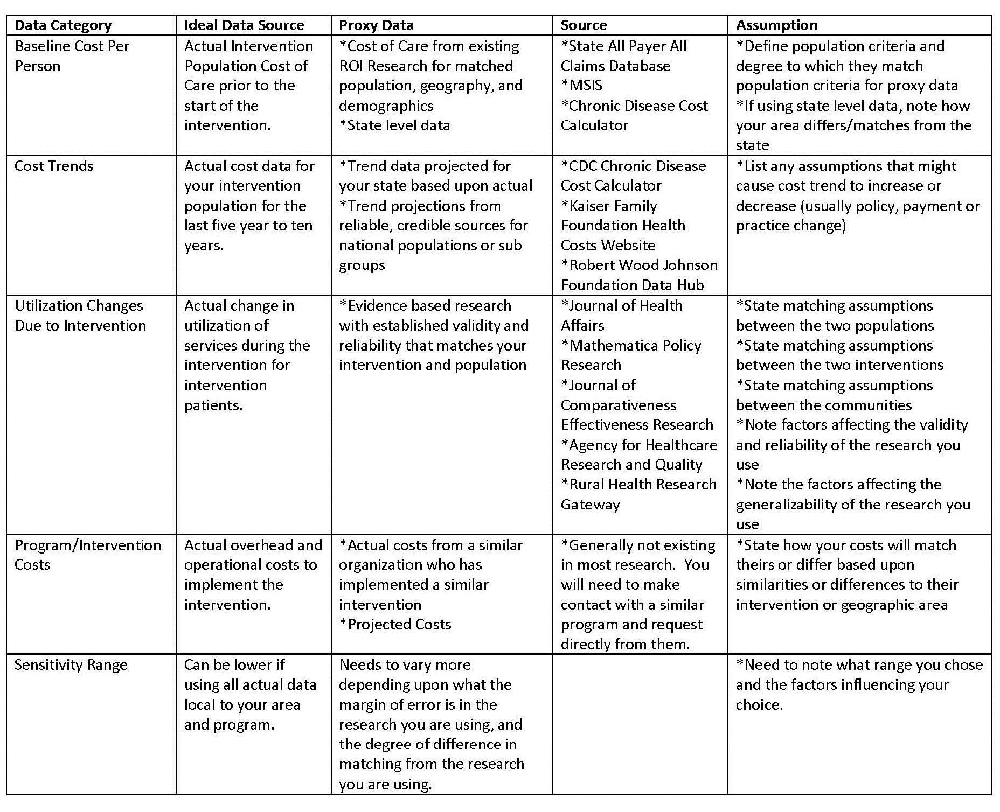 Data Category
Ideal Data Source
Proxy Data
Source
Assumption
Baseline Cost Per
Person
Actual Intervention
Population Cost of
Care prior to the
start of the
intervention.
*Cost of Care from existing
ROI Research for matched
population, geography, and
demographics
*State level data
*State All Payer All
Claims Database
*MSIS
*Chronic Disease Cost
Calculator
*Define population criteria and
degree to which they match
population criteria for proxy data
*If using state level data, note how
your area differs/matches from the
state
Cost Trends
Actual cost data for
your intervention
population for the
last five year to ten
years.
*Trend data projected for
your state based upon actual
*Trend projections from
reliable, credible sources for
national populations or sub
groups
*CDC Chronic Disease
Cost Calculator
*Kaiser Family
Foundation Health
Costs Website
*Robert Wood Johnson
Foundation Data Hub
*List any assumptions that might
cause cost trend to increase or
decrease (usually policy, payment or
practice change)
Utilization Changes
Due to Intervention
Actual change in
utilization of
services during the
intervention for
intervention
patients.
*Evidence based research
with established validity and
reliability that matches your
intervention and population
*Journal of Health
Affairs
*Mathematica Policy
Research
*Journal of
Comparativeness
Effectiveness Research
*Agency for Healthcare
Research and Quality
*Rural Health Research
Gateway
*State matching assumptions
between the two populations
*State matching assumptions
between the two interventions
*State matching assumptions
between the communities
*Note factors affecting the validity
and reliability of the research you
use
*Note the factors affecting the
generalizability of the research you
use
Program/Intervention
Costs
Actual overhead and
operational costs to
implement the
intervention.
*Actual costs from a similar
organization who has
implemented a similar
intervention
*Projected Costs
*Generally not existing
in most research.  You
will need to make
contact with a similar
program and request
directly from them.
*State how your costs will match
theirs or differ based upon
similarities or differences to their
intervention or geographic area
Sensitivity Range
Can be lower if
using all actual data
local to your area
and program.
Needs to vary more
depending upon what the
margin of error is in the
research you are using, and
the degree of difference in
matching from the research
you are using.
*Need to note what range you chose
and the factors influencing your
choice.